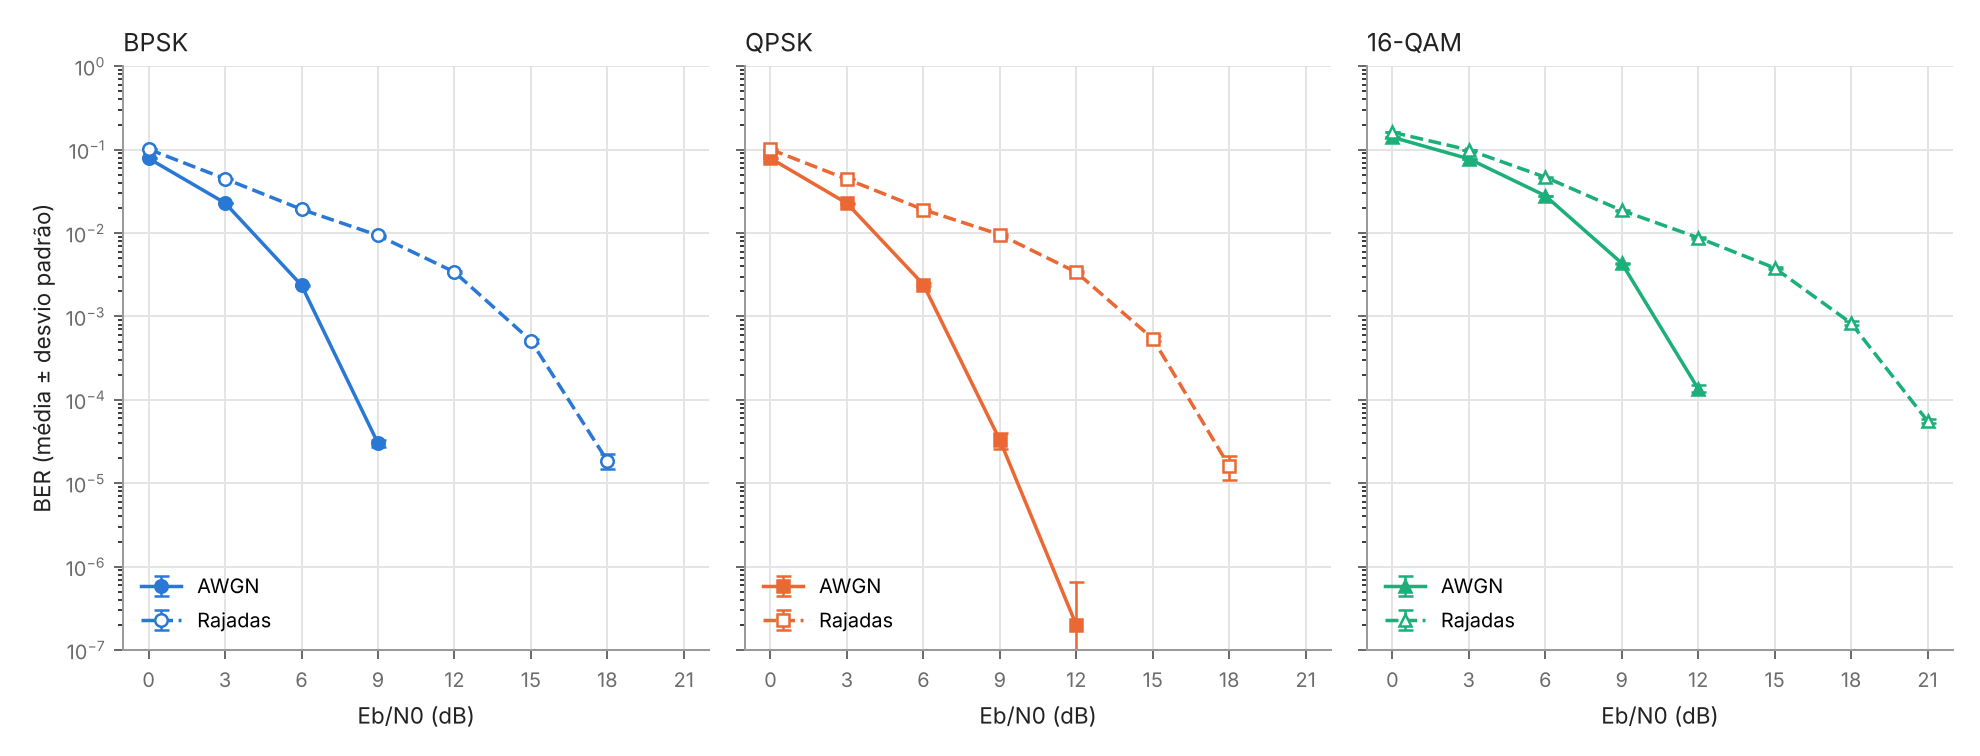 BPSK
QPSK
16-QAM
BER (média ± desvio padrão)
10⁰
10⁻¹
10⁻²
10⁻³
10⁻⁴
10⁻⁵
10⁻⁶
10⁻⁷
AWGN
Rajadas
AWGN
Rajadas
AWGN
Rajadas
0 3 6 9 12 15 18 21
0 3 6 9 12 15 18 21
0 3 6 9 12 15 18 21
Eb/N0 (dB)
Eb/N0 (dB)
Eb/N0 (dB)